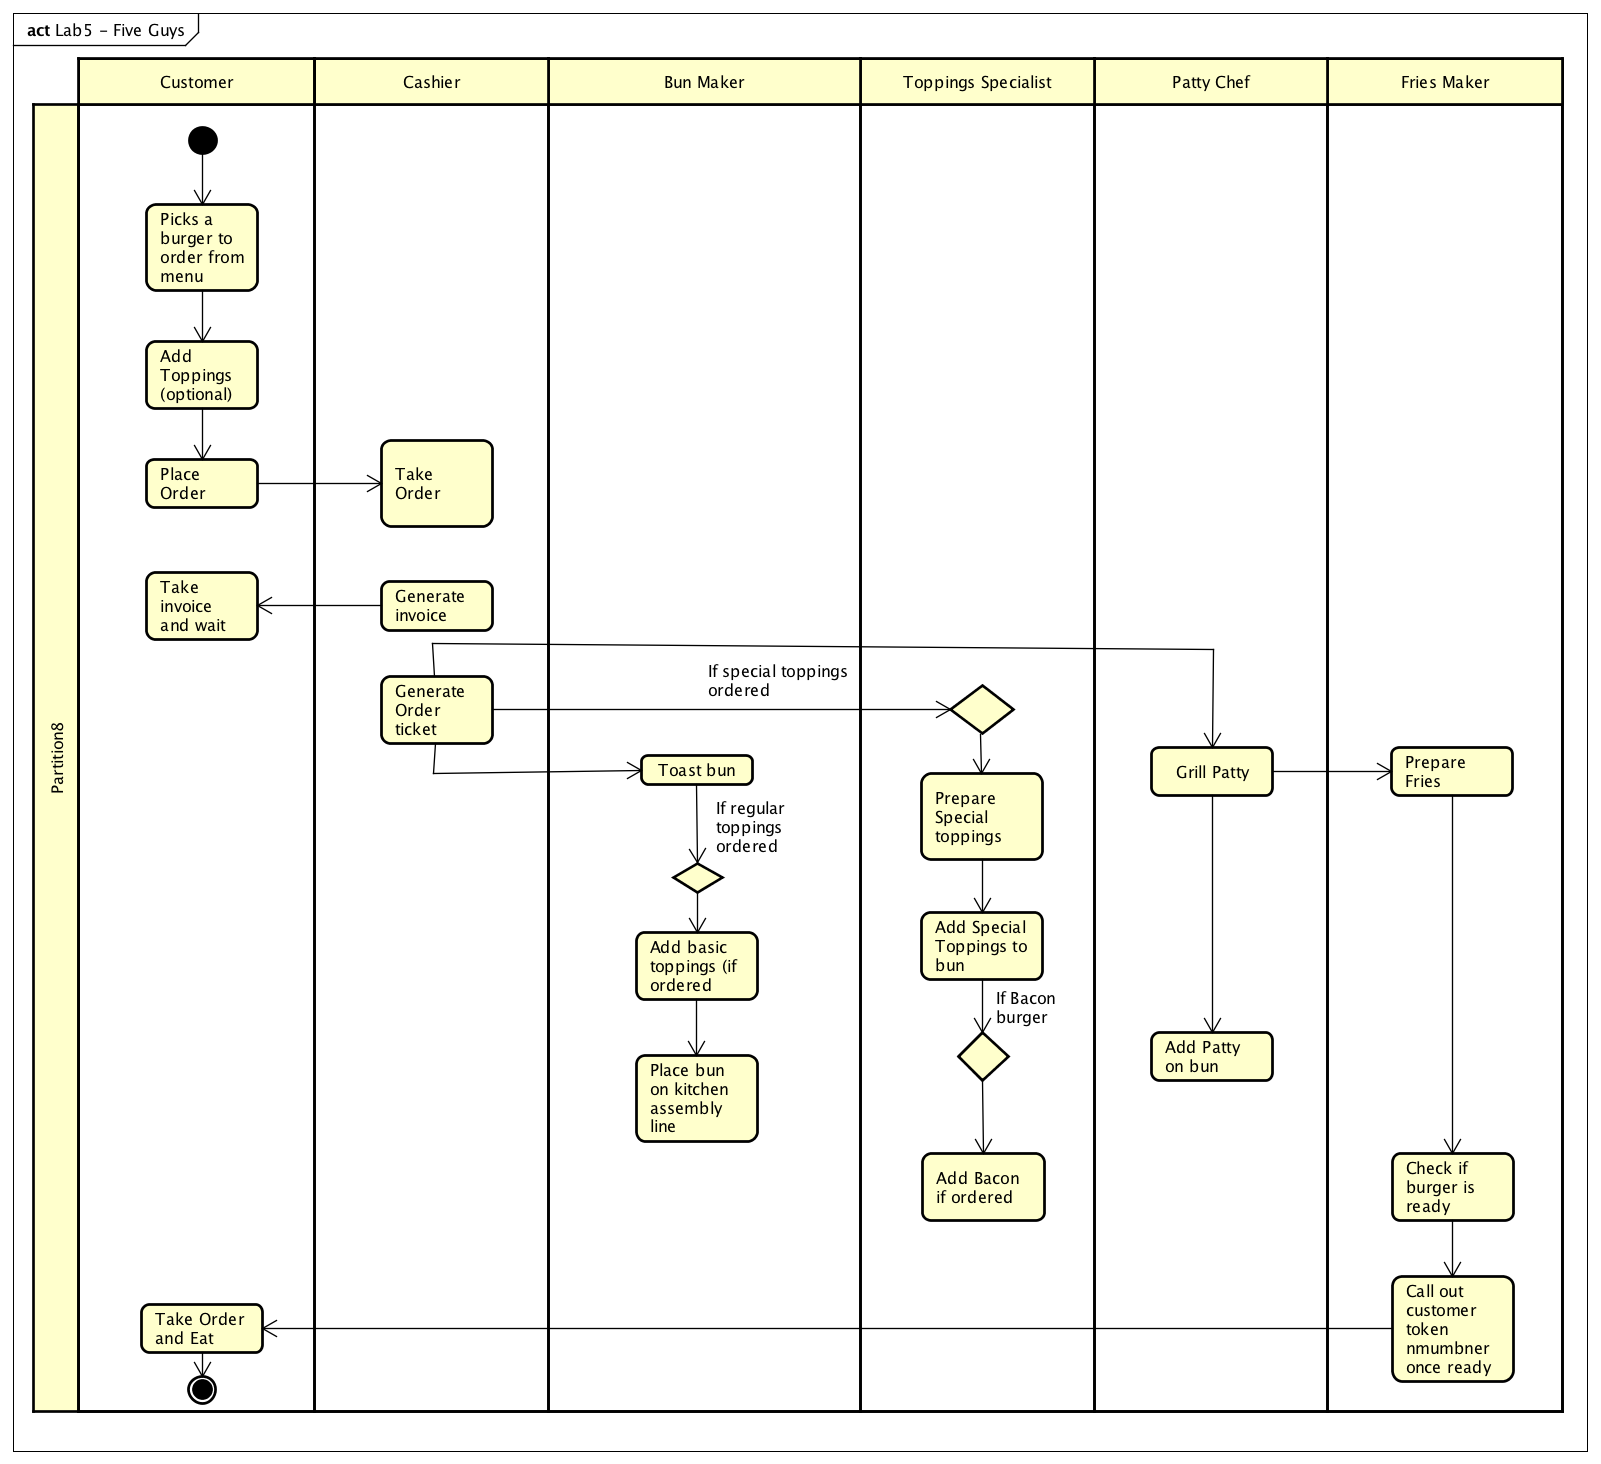 act Lab5 - Five Guys
Customer
Cashier
Bun Maker
Toppings Specialist
Patty Chef
Fries Maker
Partition8
Picks a
burger to
order from
menu
Add
Toppings
(optional)
Place
Order
Take
Order
Take
invoice
and wait
Generate
invoice
Generate
Order
ticket
If special toppings
ordered
Toast bun
If regular
toppings
ordered
Add basic
toppings (if
ordered
Place bun
on kitchen
assembly
line
Prepare
Special
toppings
Add Special
Toppings to
bun
If Bacon
burger
Add Bacon
if ordered
Grill Patty
Add Patty
on bun
Prepare
Fries
Check if
burger is
ready
Call out
customer
token
nmumbner
once ready
Take Order
and Eat